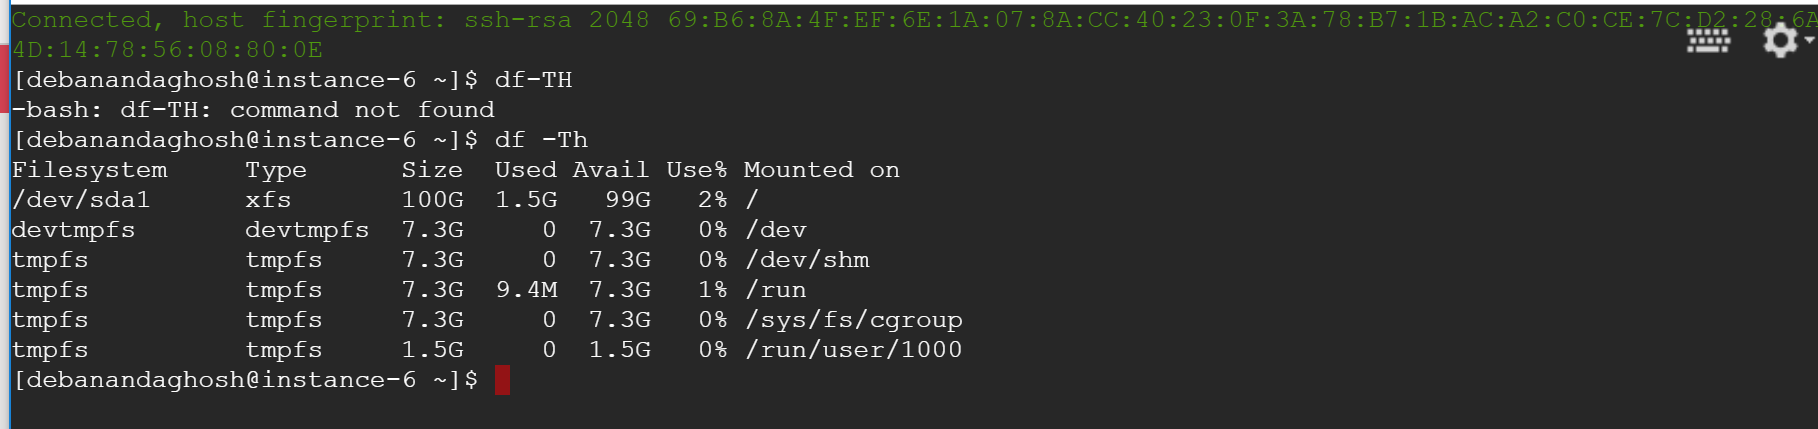 Connected, host fingerprint: ssh-rsa 2048 69:B6:8A:4F:EF:6E:1A:07:8A:CC:40:23:0F:3A:78:B7:1B:AC:A2:C0:CE:7C:D2:28:6A
4D:14:78:56:08:80:0E
[debanandaghosh@instance-6 ~]$ df-TH
-bash: df-TH: command not found
[debanandaghosh@instance-6 ~]$ df -Th
Filesystem     Type      Size  Used Avail Use% Mounted on
/dev/sda1      xfs       100G  1.5G   99G   2% /
devtmpfs       devtmpfs  7.3G     0  7.3G   0% /dev
tmpfs          tmpfs     7.3G     0  7.3G   0% /dev/shm
tmpfs          tmpfs     7.3G  9.4M  7.3G   1% /run
tmpfs          tmpfs     7.3G     0  7.3G   0% /sys/fs/cgroup
tmpfs          tmpfs     1.5G     0  1.5G   0% /run/user/1000
[debanandaghosh@instance-6 ~]$